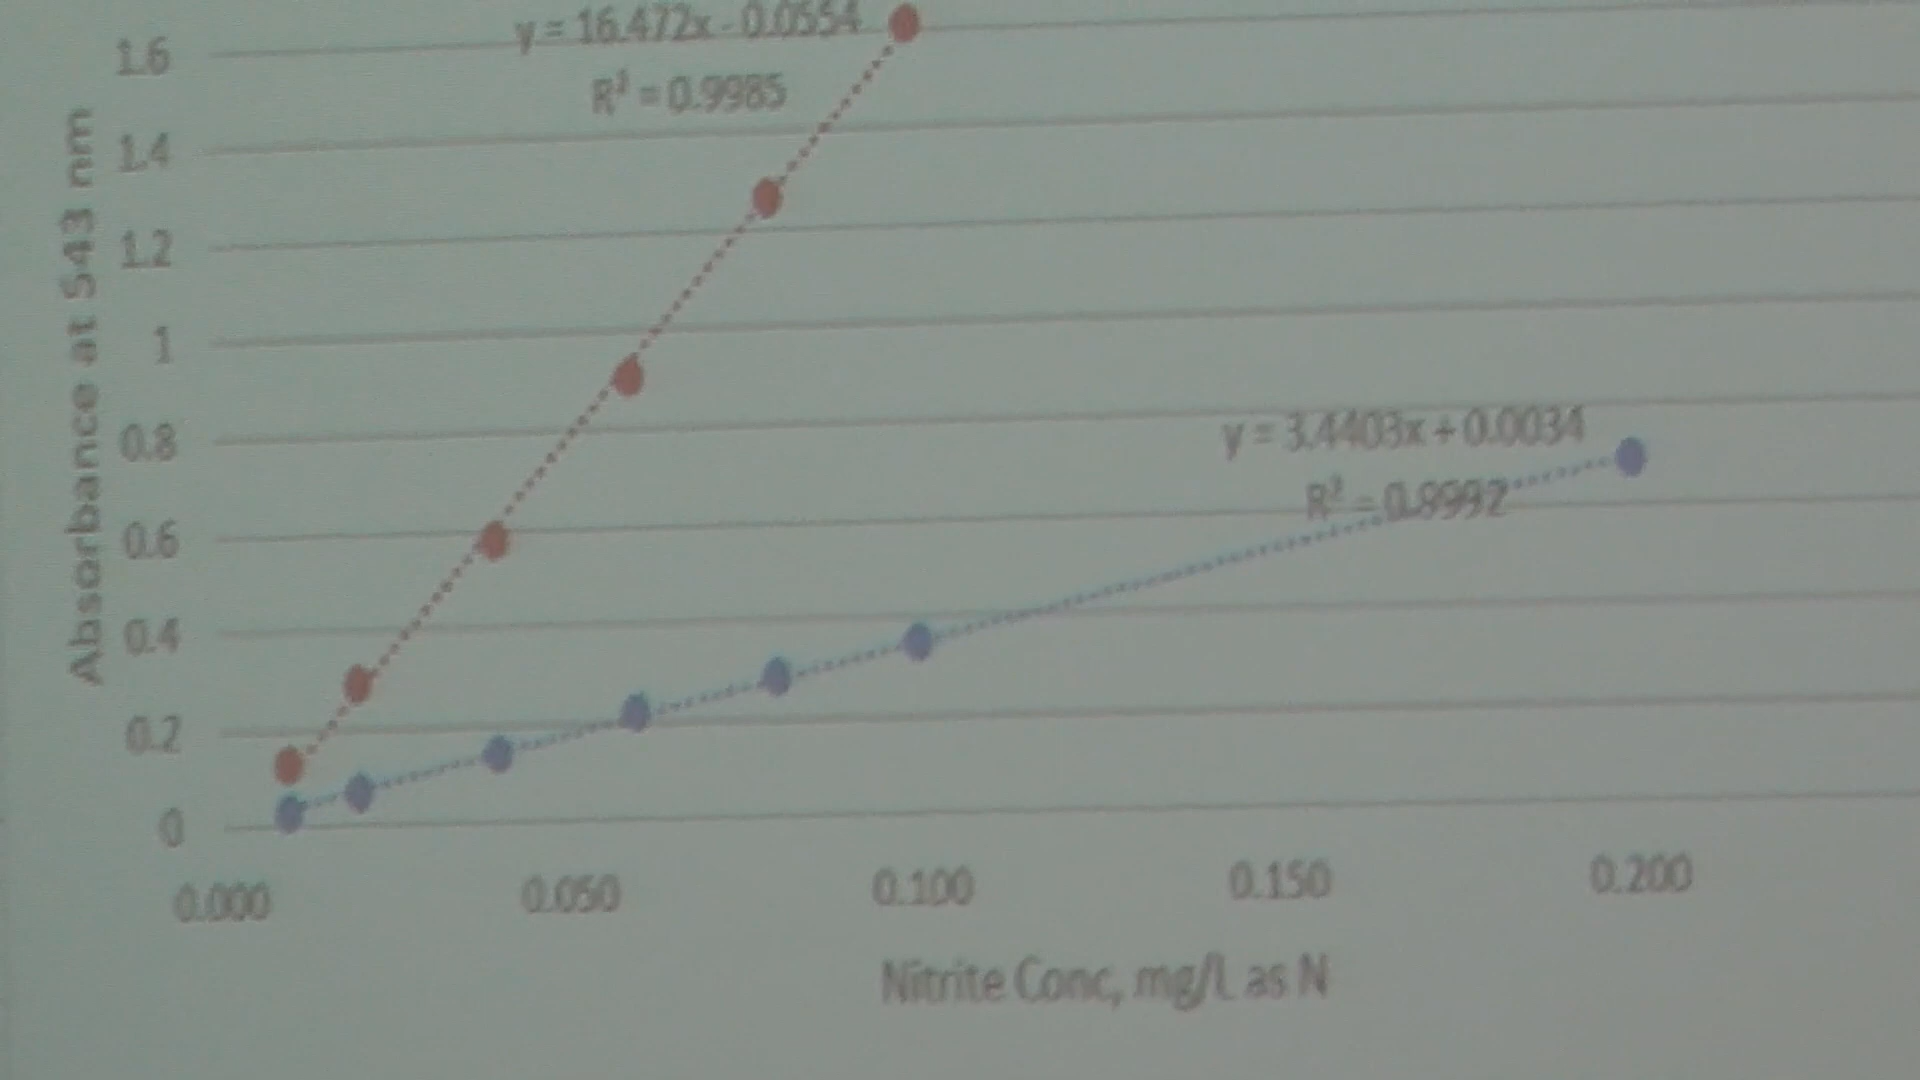 y = 16.472x - 0.0554
R² = 0.9985
1.6
1.4
1.2
1
0.8
0.6
0.4
0.2
0
Absorbance at 543 nm
y = 3.4403x + 0.0034
R² = 0.9992
0.000 0.050 0.100 0.150 0.200
Nitrite Conc, mg/L as N